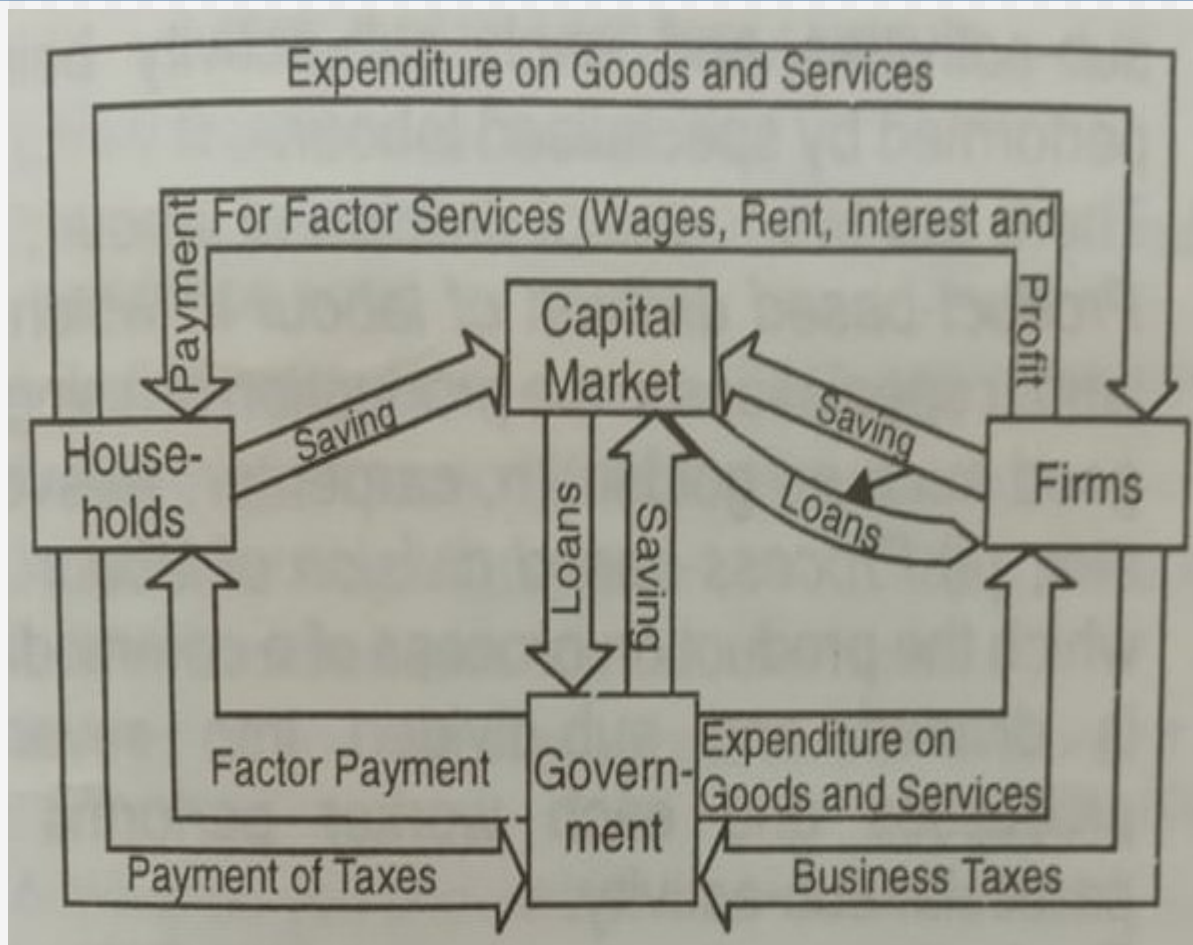 Expenditure on Goods and Services
Payment
For Factor Services (Wages, Rent, Interest and
Profit
Capital
Market
Saving
Saving
House-
holds
Firms
Loans
Loans
Saving
Factor Payment
Govern-
ment
Expenditure on
Goods and Services
Payment of Taxes
Business Taxes